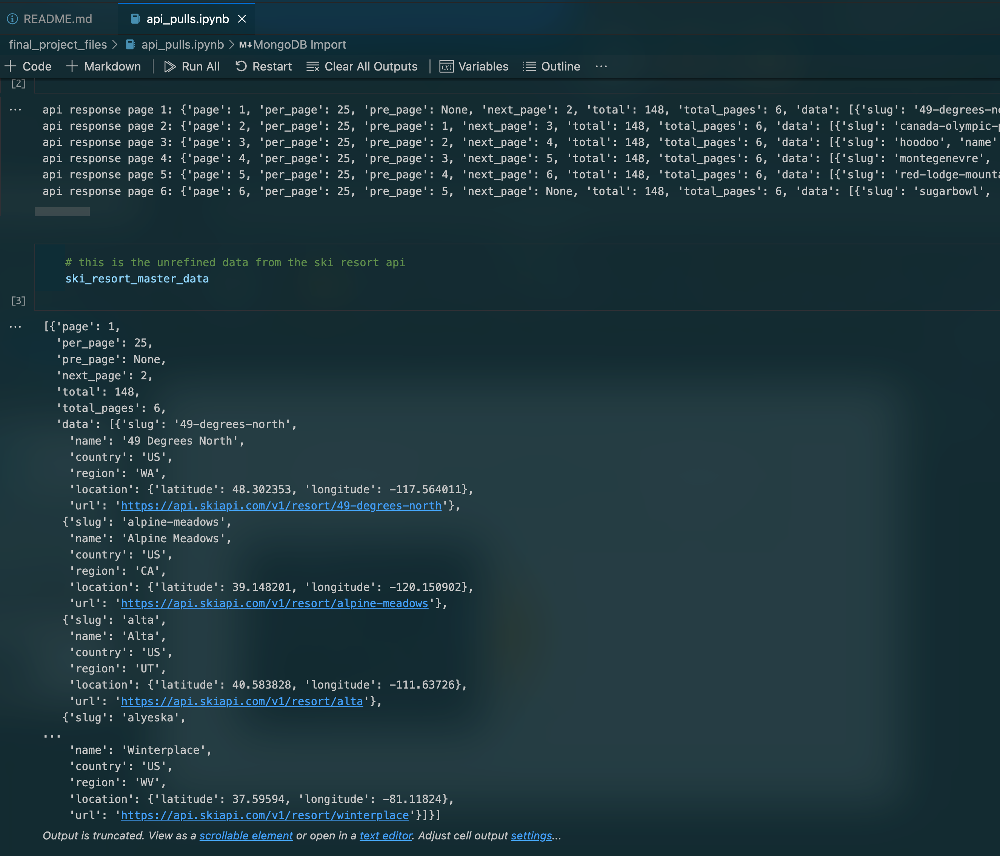 README.md api_pulls.ipynb
final_project_files > api_pulls.ipynb > M↓ MongoDB Import
+ Code + Markdown | Run All Restart Clear All Outputs | Variables Outline ...
[2]
... api response page 1: {'page': 1, 'per_page': 25, 'pre_page': None, 'next_page': 2, 'total': 148, 'total_pages': 6, 'data': [{'slug': '49-degrees-no
api response page 2: {'page': 2, 'per_page': 25, 'pre_page': 1, 'next_page': 3, 'total': 148, 'total_pages': 6, 'data': [{'slug': 'canada-olympic-p
api response page 3: {'page': 3, 'per_page': 25, 'pre_page': 2, 'next_page': 4, 'total': 148, 'total_pages': 6, 'data': [{'slug': 'hoodoo', 'name'
api response page 4: {'page': 4, 'per_page': 25, 'pre_page': 3, 'next_page': 5, 'total': 148, 'total_pages': 6, 'data': [{'slug': 'montegenevre',
api response page 5: {'page': 5, 'per_page': 25, 'pre_page': 4, 'next_page': 6, 'total': 148, 'total_pages': 6, 'data': [{'slug': 'red-lodge-mounta
api response page 6: {'page': 6, 'per_page': 25, 'pre_page': 5, 'next_page': None, 'total': 148, 'total_pages': 6, 'data': [{'slug': 'sugarbowl',
# this is the unrefined data from the ski resort api
ski_resort_master_data
[3]
... [{'page': 1,
'per_page': 25,
'pre_page': None,
'next_page': 2,
'total': 148,
'total_pages': 6,
'data': [{'slug': '49-degrees-north',
'name': '49 Degrees North',
'country': 'US',
'region': 'WA',
'location': {'latitude': 48.302353, 'longitude': -117.564011},
'url': 'https://api.skiapi.com/v1/resort/49-degrees-north'},
{'slug': 'alpine-meadows',
'name': 'Alpine Meadows',
'country': 'US',
'region': 'CA',
'location': {'latitude': 39.148201, 'longitude': -120.150902},
'url': 'https://api.skiapi.com/v1/resort/alpine-meadows'},
{'slug': 'alta',
'name': 'Alta',
'country': 'US',
'region': 'UT',
'location': {'latitude': 40.583828, 'longitude': -111.63726},
'url': 'https://api.skiapi.com/v1/resort/alta'},
{'slug': 'alyeska',
...
'name': 'Winterplace',
'country': 'US',
'region': 'WV',
'location': {'latitude': 37.59594, 'longitude': -81.11824},
'url': 'https://api.skiapi.com/v1/resort/winterplace'}]}]
Output is truncated. View as a scrollable element or open in a text editor. Adjust cell output settings...